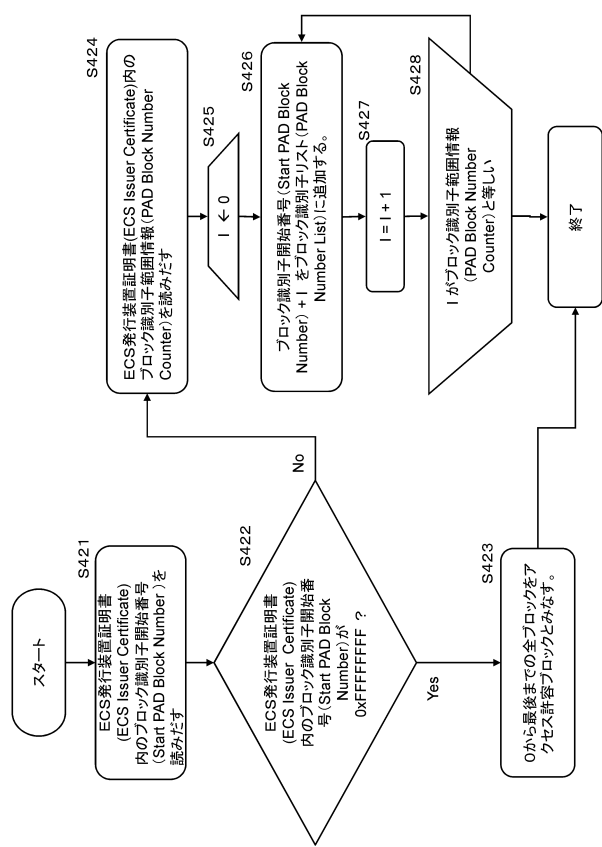 スタート
S421
ECS発行装置証明書
(ECS Issuer Certificate)
内のブロック識別子開始番号
(Start PAD Block Number )を
読みだす
S422
ECS発行装置証明書
(ECS Issuer Certificate)
内のブロック識別子開始番
号(Start PAD Block
Number)が
0xFFFFFFFF ?
Yes
No
S423
0から最後までの全ブロックをア
クセス許容ブロックとみなす。
S424
ECS発行装置証明書(ECS Issuer Certificate)内の
ブロック識別子範囲情報(PAD Block Number
Counter)を読みだす
S425
I ← 0
S426
ブロック識別子開始番号(Start PAD Block
Number) + I をブロック識別子リスト(PAD Block
Number List)に追加する。
S427
I = I + 1
S428
I がブロック識別子範囲情報
(PAD Block Number
Counter)と等しい
終了